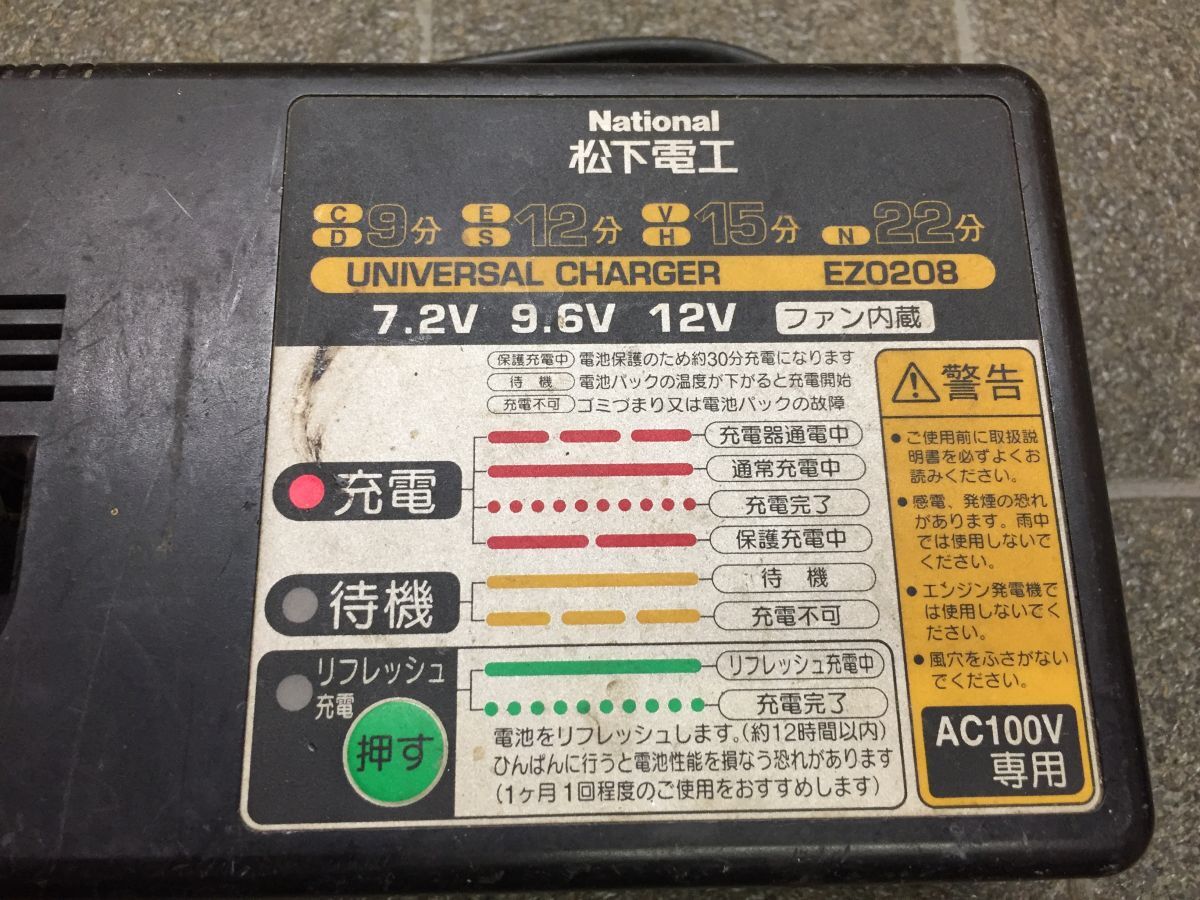 National
松下電工
C D 9分 E S 12分 V H 15分 N 22分
UNIVERSAL CHARGER EZ0208
7.2V 9.6V 12V ファン内蔵
保護充電中 電池保護のため約30分充電になります
待機 電池パックの温度が下がると充電開始
充電不可 ゴミづまり又は電池パックの故障
充電
充電器通電中
通常充電中
充電完了
保護充電中
待機
待機
充電不可
リフレッシュ
充電
押す
リフレッシュ充電中
充電完了
電池をリフレッシュします。(約12時間以内)
ひんぱんに行うと電池性能を損なう恐れがあります
(1ヶ月1回程度のご使用をおすすめします)
警告
●ご使用前に取扱説
明書を必ずよくお
読みください。
●感電、発煙の恐れ
があります。雨中
では使用しないで
ください。
●エンジン発電機で
は使用しないでく
ださい。
●風穴をふさがない
でください。
AC100V
専用